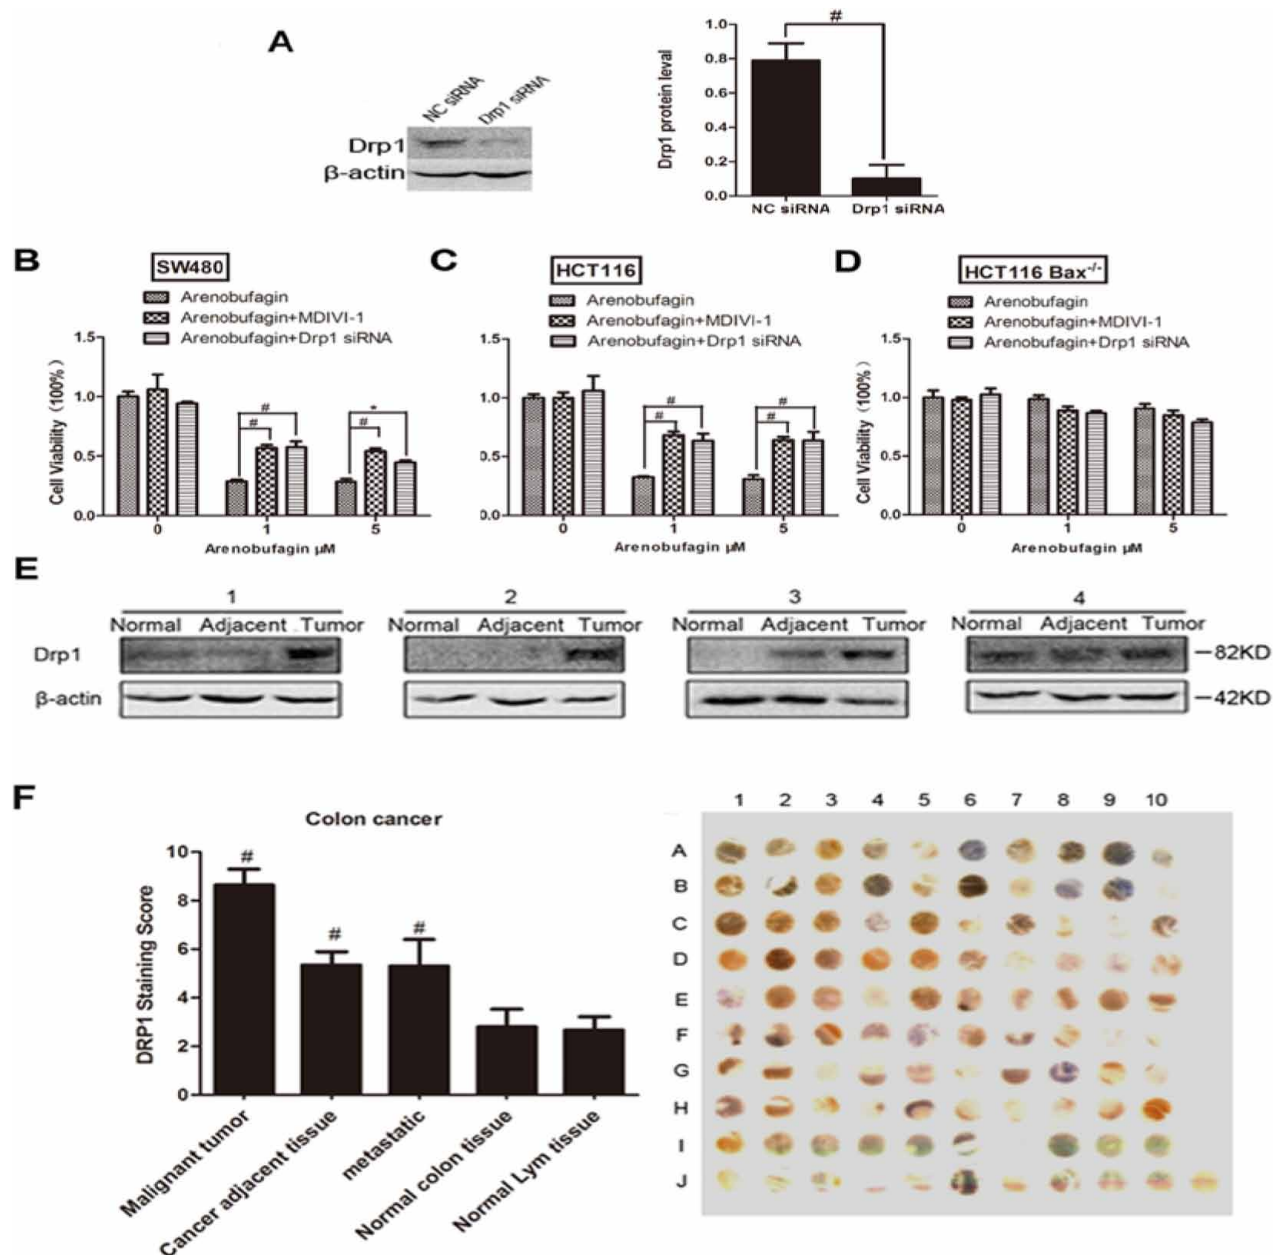 A
NC siRNA
Drp1 siRNA
Drp1
β-actin
#
Drp1 protein level
1.0
0.8
0.6
0.4
0.2
0.0
NC siRNA
Drp1 siRNA
B
SW480
Arenobufagin
Arenobufagin+MDIVI-1
Arenobufagin+Drp1 siRNA
Cell Viability (100%)
1.5
1.0
0.5
0.0
# #
# *
0 1 5
Arenobufagin μM
C
HCT116
Arenobufagin
Arenobufagin+MDIVI-1
Arenobufagin+Drp1 siRNA
Cell Viability (100%)
1.5
1.0
0.5
0.0
# #
# #
0 1 5
Arenobufagin μM
D
HCT116 Bax-/-
Arenobufagin
Arenobufagin+MDIVI-1
Arenobufagin+Drp1 siRNA
Cell Viability (100%)
1.5
1.0
0.5
0.0
0 1 5
Arenobufagin μM
E
1 2 3 4
Normal Adjacent Tumor Normal Adjacent Tumor Normal Adjacent Tumor Normal Adjacent Tumor
Drp1 82KD
β-actin 42KD
F
Colon cancer
DRP1 Staining Score
10
8
6
4
2
0
# # #
Malignant tumor
Cancer adjacent tissue
metastatic
Normal colon tissue
Normal Lym tissue
1 2 3 4 5 6 7 8 9 10
A
B
C
D
E
F
G
H
I
J